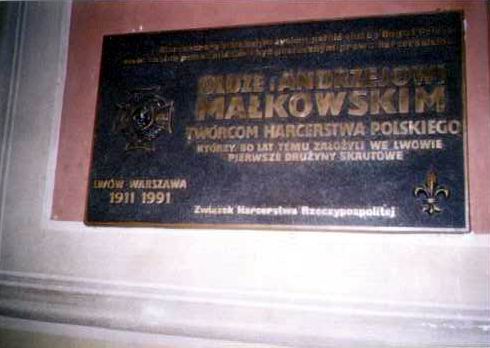 OLDZE i ANDRZEJOWI
MAŁKOWSKIM
TWÓRCOM HARCERSTWA POLSKIEGO
KTÓRZY 80 LAT TEMU ZAŁOŻYLI WE LWOWIE
PIERWSZE DRUŻYNY SKAUTOWE
LWÓW - WARSZAWA
1911 1991
Związek Harcerstwa Rzeczypospolitej